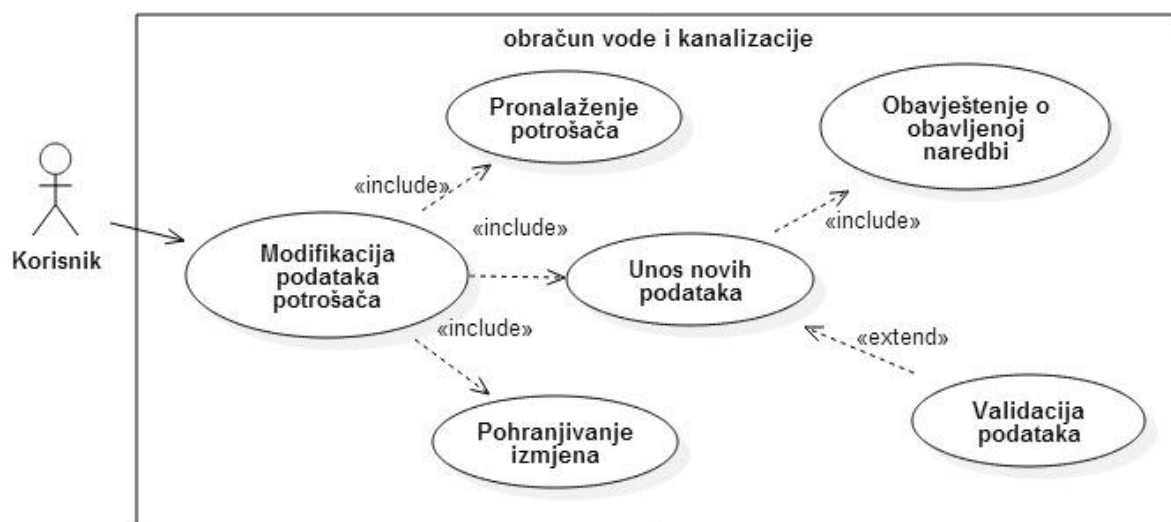 obračun vode i kanalizacije
Pronalaženje
potrošača
Obavještenje o
obavljenoj
naredbi
«include»
«include»
«include»
Korisnik
Modifikacija
podataka
potrošača
Unos novih
podataka
«include»
«extend»
Pohranjivanje
izmjena
Validacija
podataka